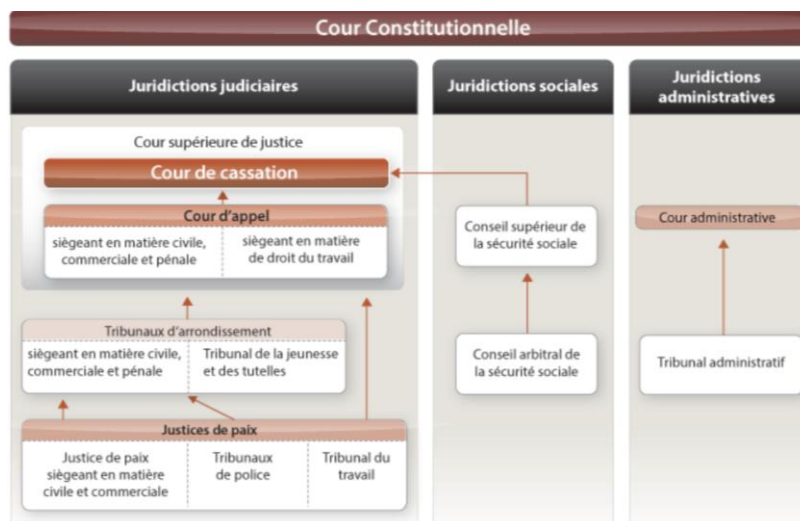 Cour Constitutionnelle
Juridictions judiciaires
Cour supérieure de justice
Cour de cassation
Cour d'appel
siégeant en matière civile,
commerciale et pénale
siégeant en matière
de droit du travail
Tribunaux d'arrondissement
siégeant en matière civile,
commerciale et pénale
Tribunal de la jeunesse
et des tutelles
Justices de paix
Justice de paix
siégeant en matière
civile et commerciale
Tribunaux
de police
Tribunal du
travail
Juridictions sociales
Conseil supérieur de
la sécurité sociale
Conseil arbitral de
la sécurité sociale
Juridictions
administratives
Cour administrative
Tribunal administratif